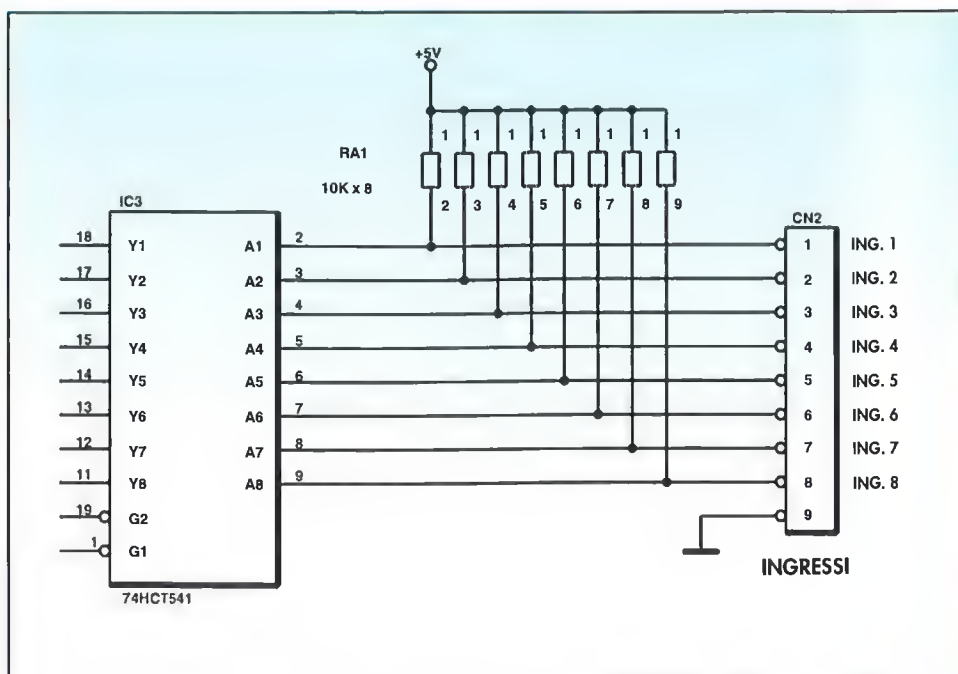 +5V
1 1 1 1 1 1 1 1
RA1
10K x 8
2 3 4 5 6 7 8 9
IC3
CN2
18 Y1 A1 2 1 ING. 1
17 Y2 A2 3 2 ING. 2
16 Y3 A3 4 3 ING. 3
15 Y4 A4 5 4 ING. 4
14 Y5 A5 6 5 ING. 5
13 Y6 A6 7 6 ING. 6
12 Y7 A7 8 7 ING. 7
11 Y8 A8 9 8 ING. 8
19 G2 9
1 G1
INGRESSI
74HCT541